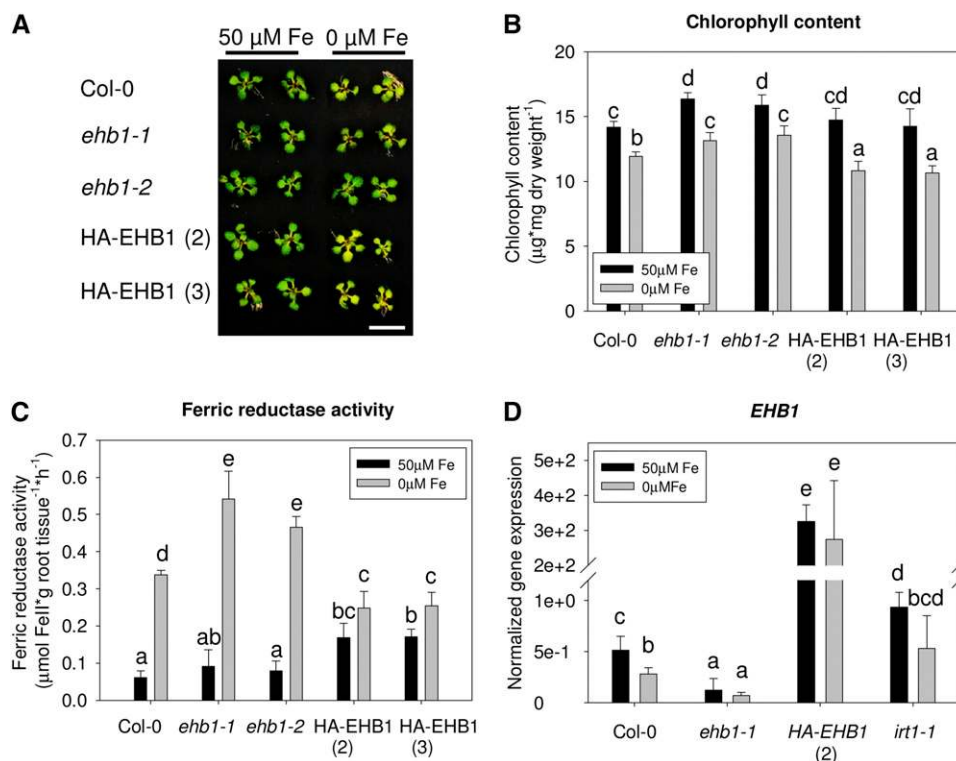 A
50 μM Fe 0 μM Fe
Col-0
ehb1-1
ehb1-2
HA-EHB1 (2)
HA-EHB1 (3)
B
Chlorophyll content
Chlorophyll content
(μg*mg dry weight⁻¹)
20
15
10
5
0
c b d c d c cd a cd a
50μM Fe
0μM Fe
Col-0 ehb1-1 ehb1-2 HA-EHB1 HA-EHB1
(2) (3)
C
Ferric reductase activity
Ferric reductase activity
(μmol FeII*g root tissue⁻¹*h⁻¹)
0.7
0.6
0.5
0.4
0.3
0.2
0.1
0.0
a d ab e a e bc c b c
50μM Fe
0μM Fe
Col-0 ehb1-1 ehb1-2 HA-EHB1 HA-EHB1
(2) (3)
D
EHB1
Normalized gene expression
5e+2
4e+2
3e+2
2e+2
1e+0
5e-1
0
c b a a e e d bcd
50μM Fe
0μMFe
Col-0 ehb1-1 HA-EHB1 irt1-1
(2)